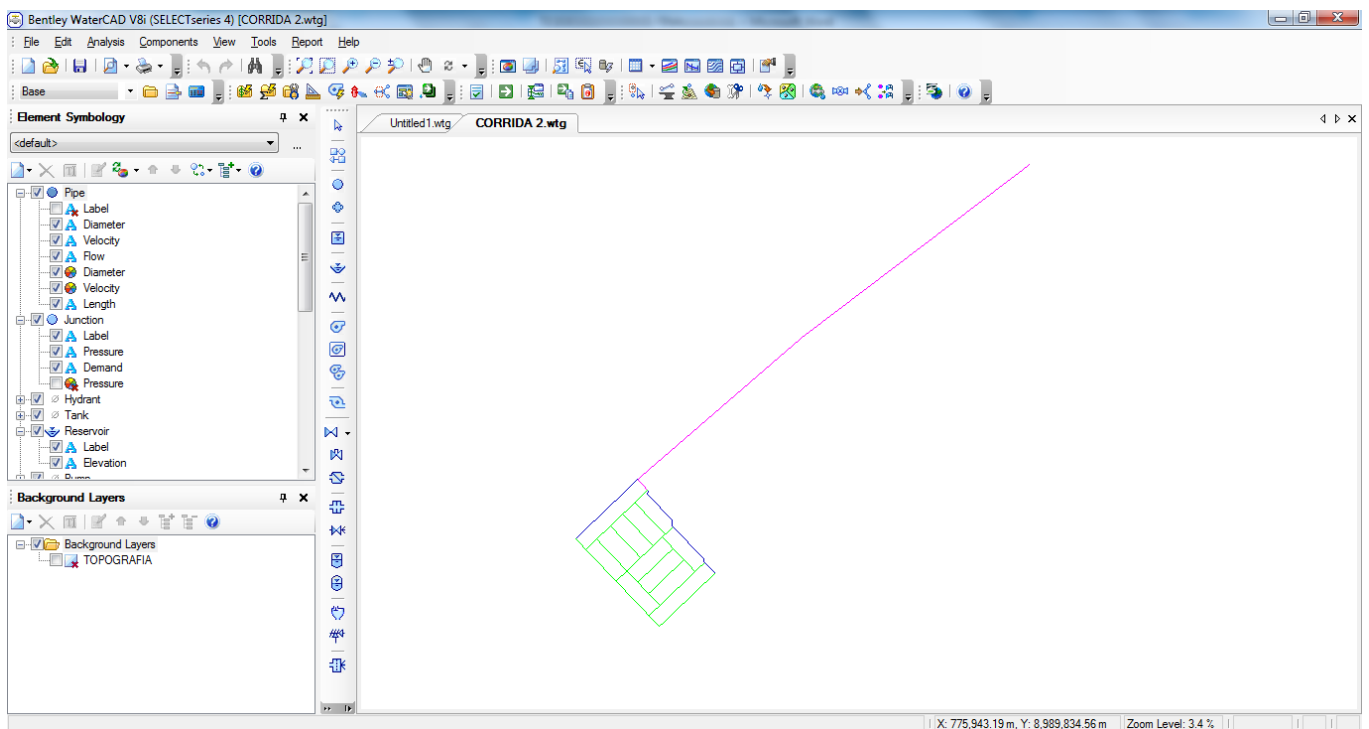 Bentley WaterCAD V8i (SELECTseries 4) [CORRIDA 2.wtg]
File Edit Analysis Components View Tools Report Help
Base
Element Symbology
<default>
...
Pipe
Label
Diameter
Velocity
Flow
Diameter
Velocity
Length
Junction
Label
Pressure
Demand
Pressure
Hydrant
Tank
Reservoir
Label
Elevation
Pump
Background Layers
Background Layers
TOPOGRAFIA
Untitled1.wtg CORRIDA 2.wtg
X: 775,943.19 m, Y: 8,989,834.56 m Zoom Level: 3.4 %